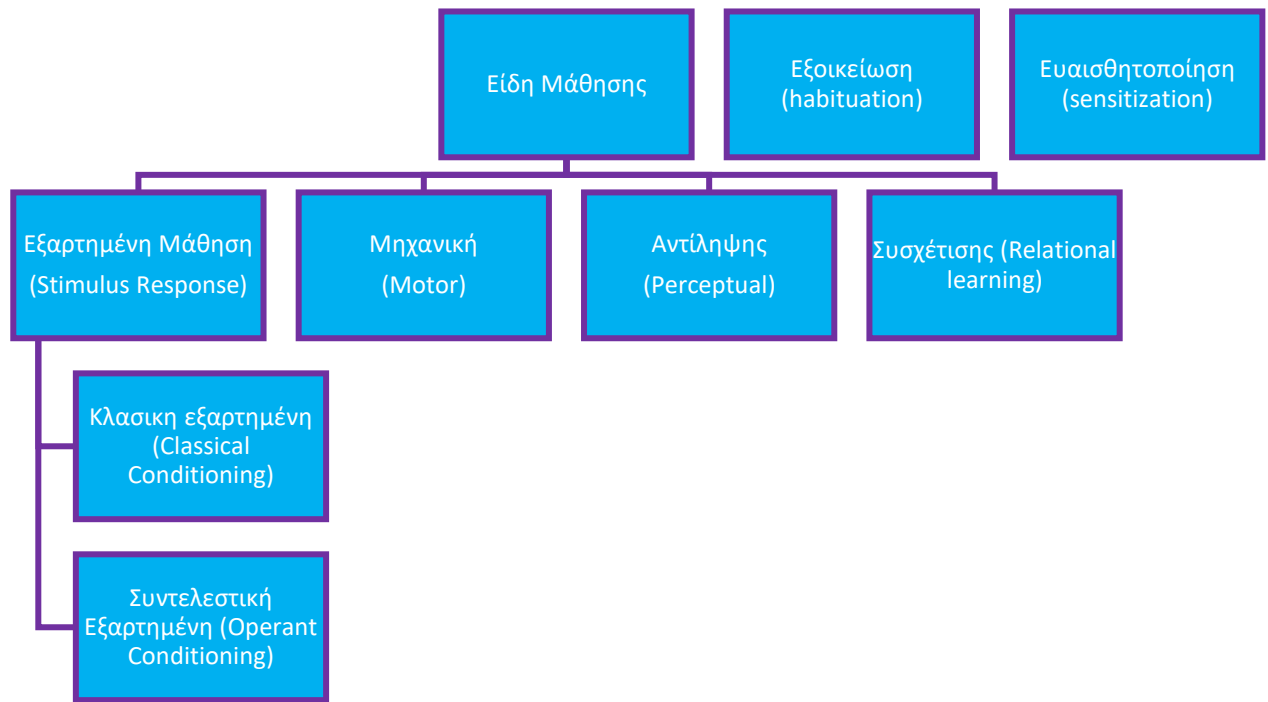 Είδη Μάθησης
Εξοικείωση
(habituation)
Ευαισθητοποίηση
(sensitization)
Εξαρτημένη Μάθηση
(Stimulus Response)
Μηχανική
(Motor)
Αντίληψης
(Perceptual)
Συσχέτισης (Relational
learning)
Κλασικη εξαρτημένη
(Classical
Conditioning)
Συντελεστική
Εξαρτημένη (Operant
Conditioning)